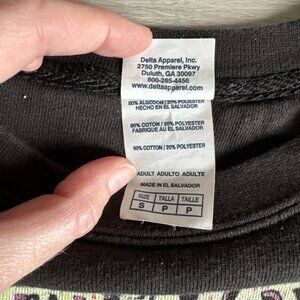 Delta Apparel, Inc.
2750 Premiere Pkwy
Duluth, GA 30097
800-285-4456
www.deltaapparel.com
80% ALGODON / 20% POLIESTER
HECHO EN EL SALVADOR
80% COTTON / 20% POLYESTER
FABRIQUE AU EL SALVADOR
80% COTTON / 20% POLYESTER
ADULT ADULTO ADULTE
MADE IN EL SALVADOR
SIZE TALLA TAILLE
S P P